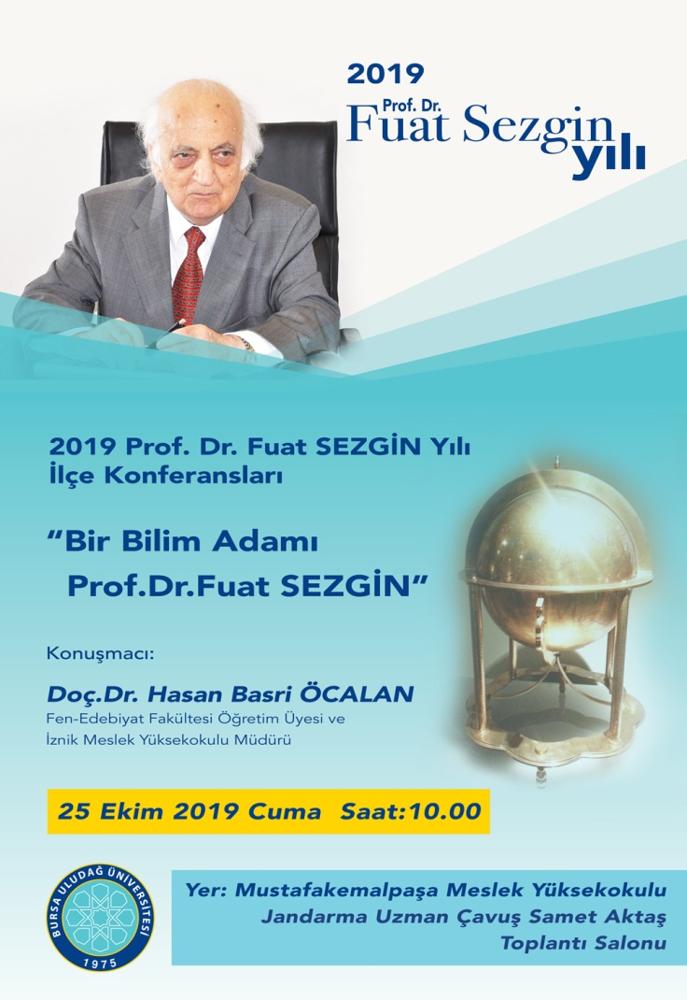 2019
Prof. Dr.
Fuat Sezgin
yılı
2019 Prof. Dr. Fuat SEZGİN Yılı
İlçe Konferansları
“Bir Bilim Adamı
Prof.Dr.Fuat SEZGİN”
Konuşmacı:
Doç.Dr. Hasan Basri ÖCALAN
Fen-Edebiyat Fakültesi Öğretim Üyesi ve
İznik Meslek Yüksekokulu Müdürü
25 Ekim 2019 Cuma Saat:10.00
BURSA ULUDAĞ ÜNİVERSİTESİ
1975
Yer: Mustafakemalpaşa Meslek Yüksekokulu
Jandarma Uzman Çavuş Samet Aktaş
Toplantı Salonu